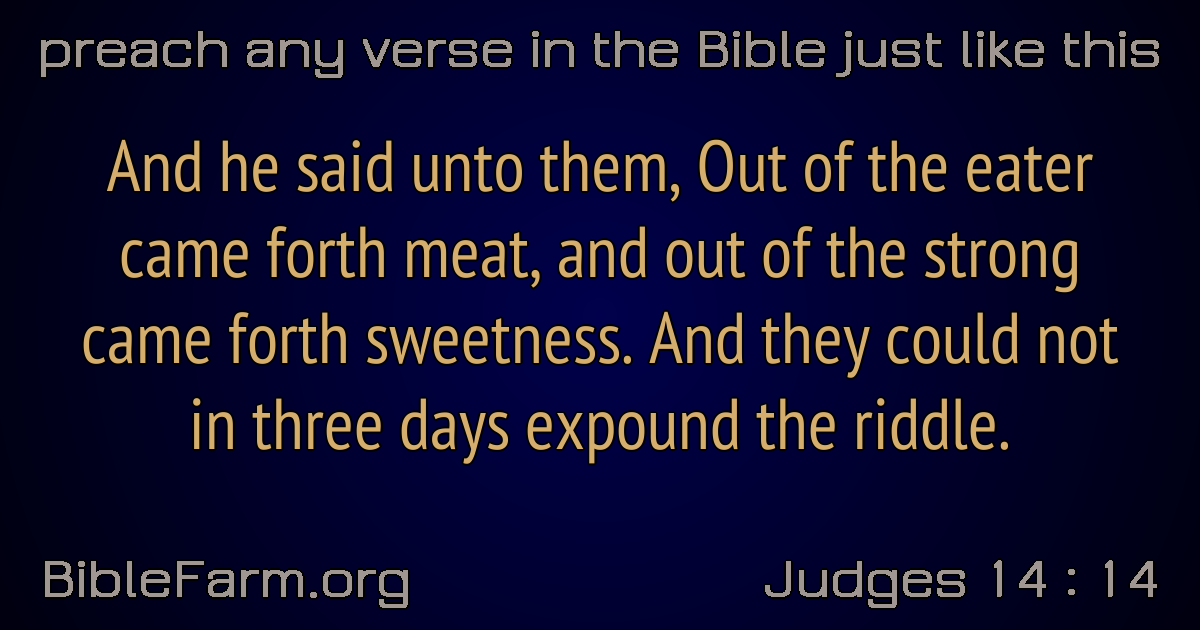 preach any verse in the Bible just like this
And he said unto them, Out of the eater
came forth meat, and out of the strong
came forth sweetness. And they could not
in three days expound the riddle.
BibleFarm.org
Judges 14 : 14